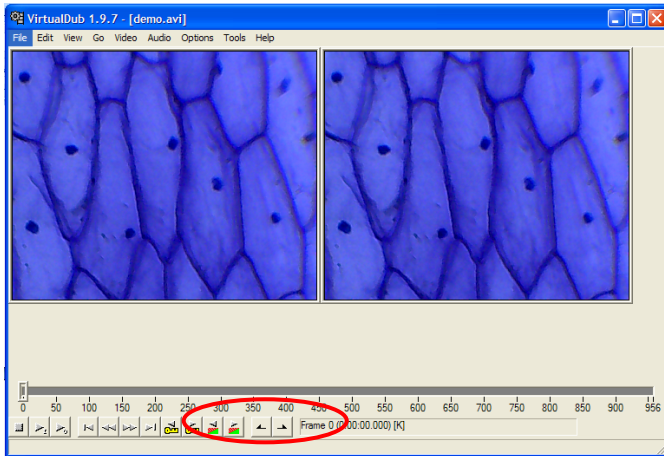 VirtualDub 1.9.7 - [demo.avi]
File Edit View Go Video Audio Options Tools Help
0 50 100 150 200 250 300 350 400 450 500 550 600 650 700 750 800 850 900 956
Frame 0 (0:00:00.000) [K]